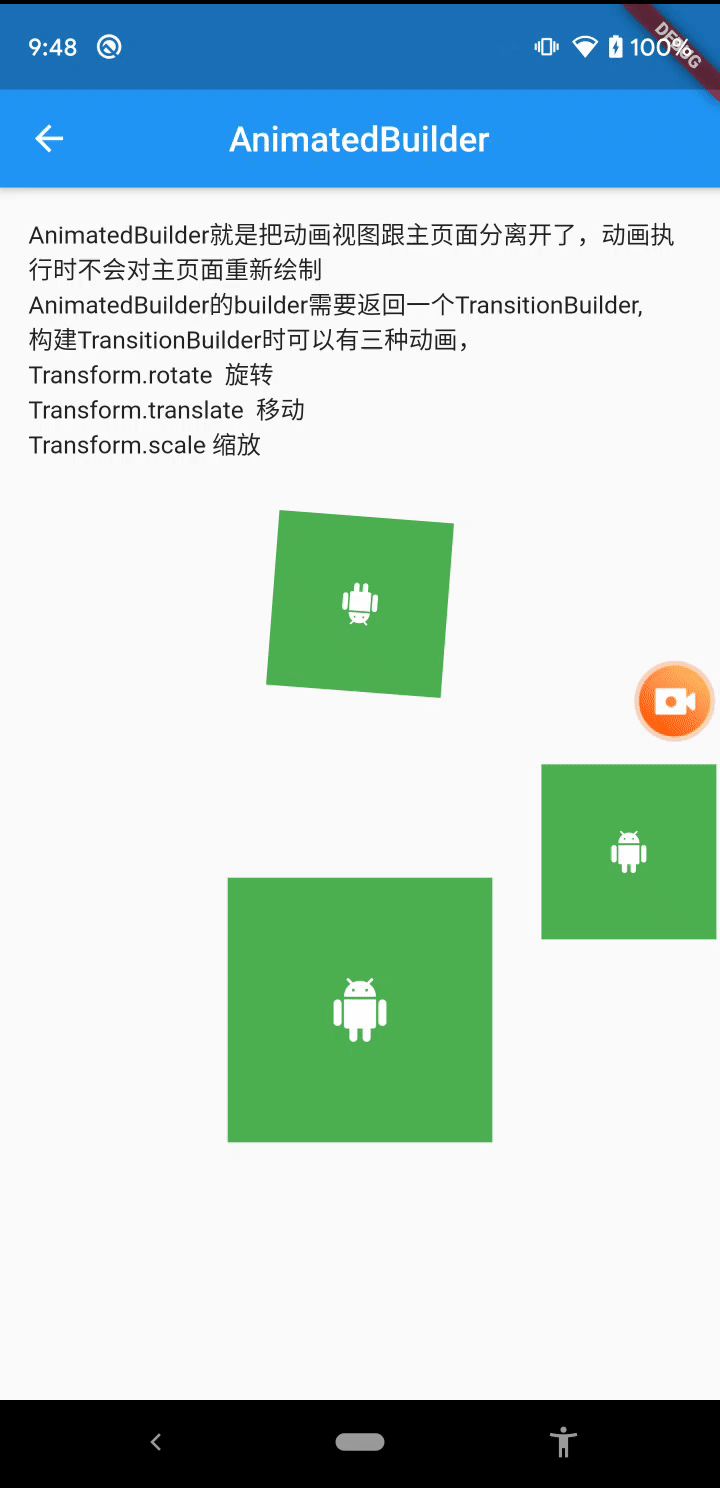 9:48
100%
DEBUG
AnimatedBuilder
AnimatedBuilder就是把动画视图跟主页面分离开了，动画执
行时不会对主页面重新绘制
AnimatedBuilder的builder需要返回一个TransitionBuilder,
构建TransitionBuilder时可以有三种动画，
Transform.rotate  旋转
Transform.translate  移动
Transform.scale 缩放